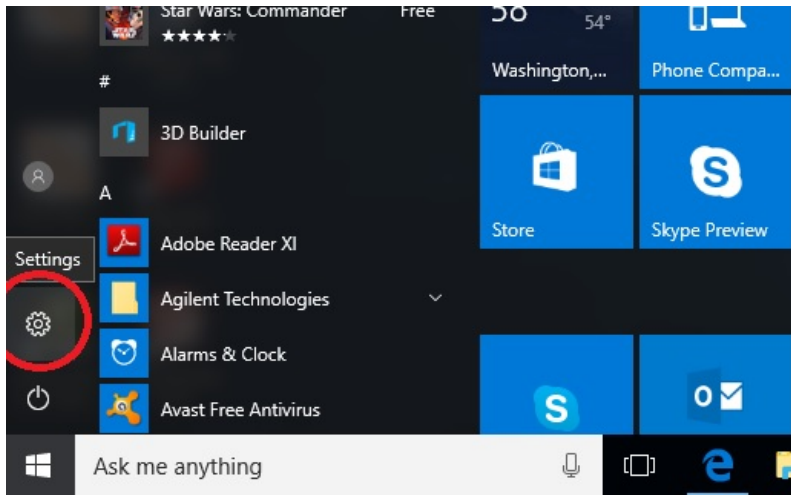 Star Wars: Commander Free
#
3D Builder
A
Settings
Adobe Reader XI
Agilent Technologies
Alarms & Clock
Avast Free Antivirus
58 54°
Washington,...
Phone Compa...
Store
Skype Preview
Ask me anything